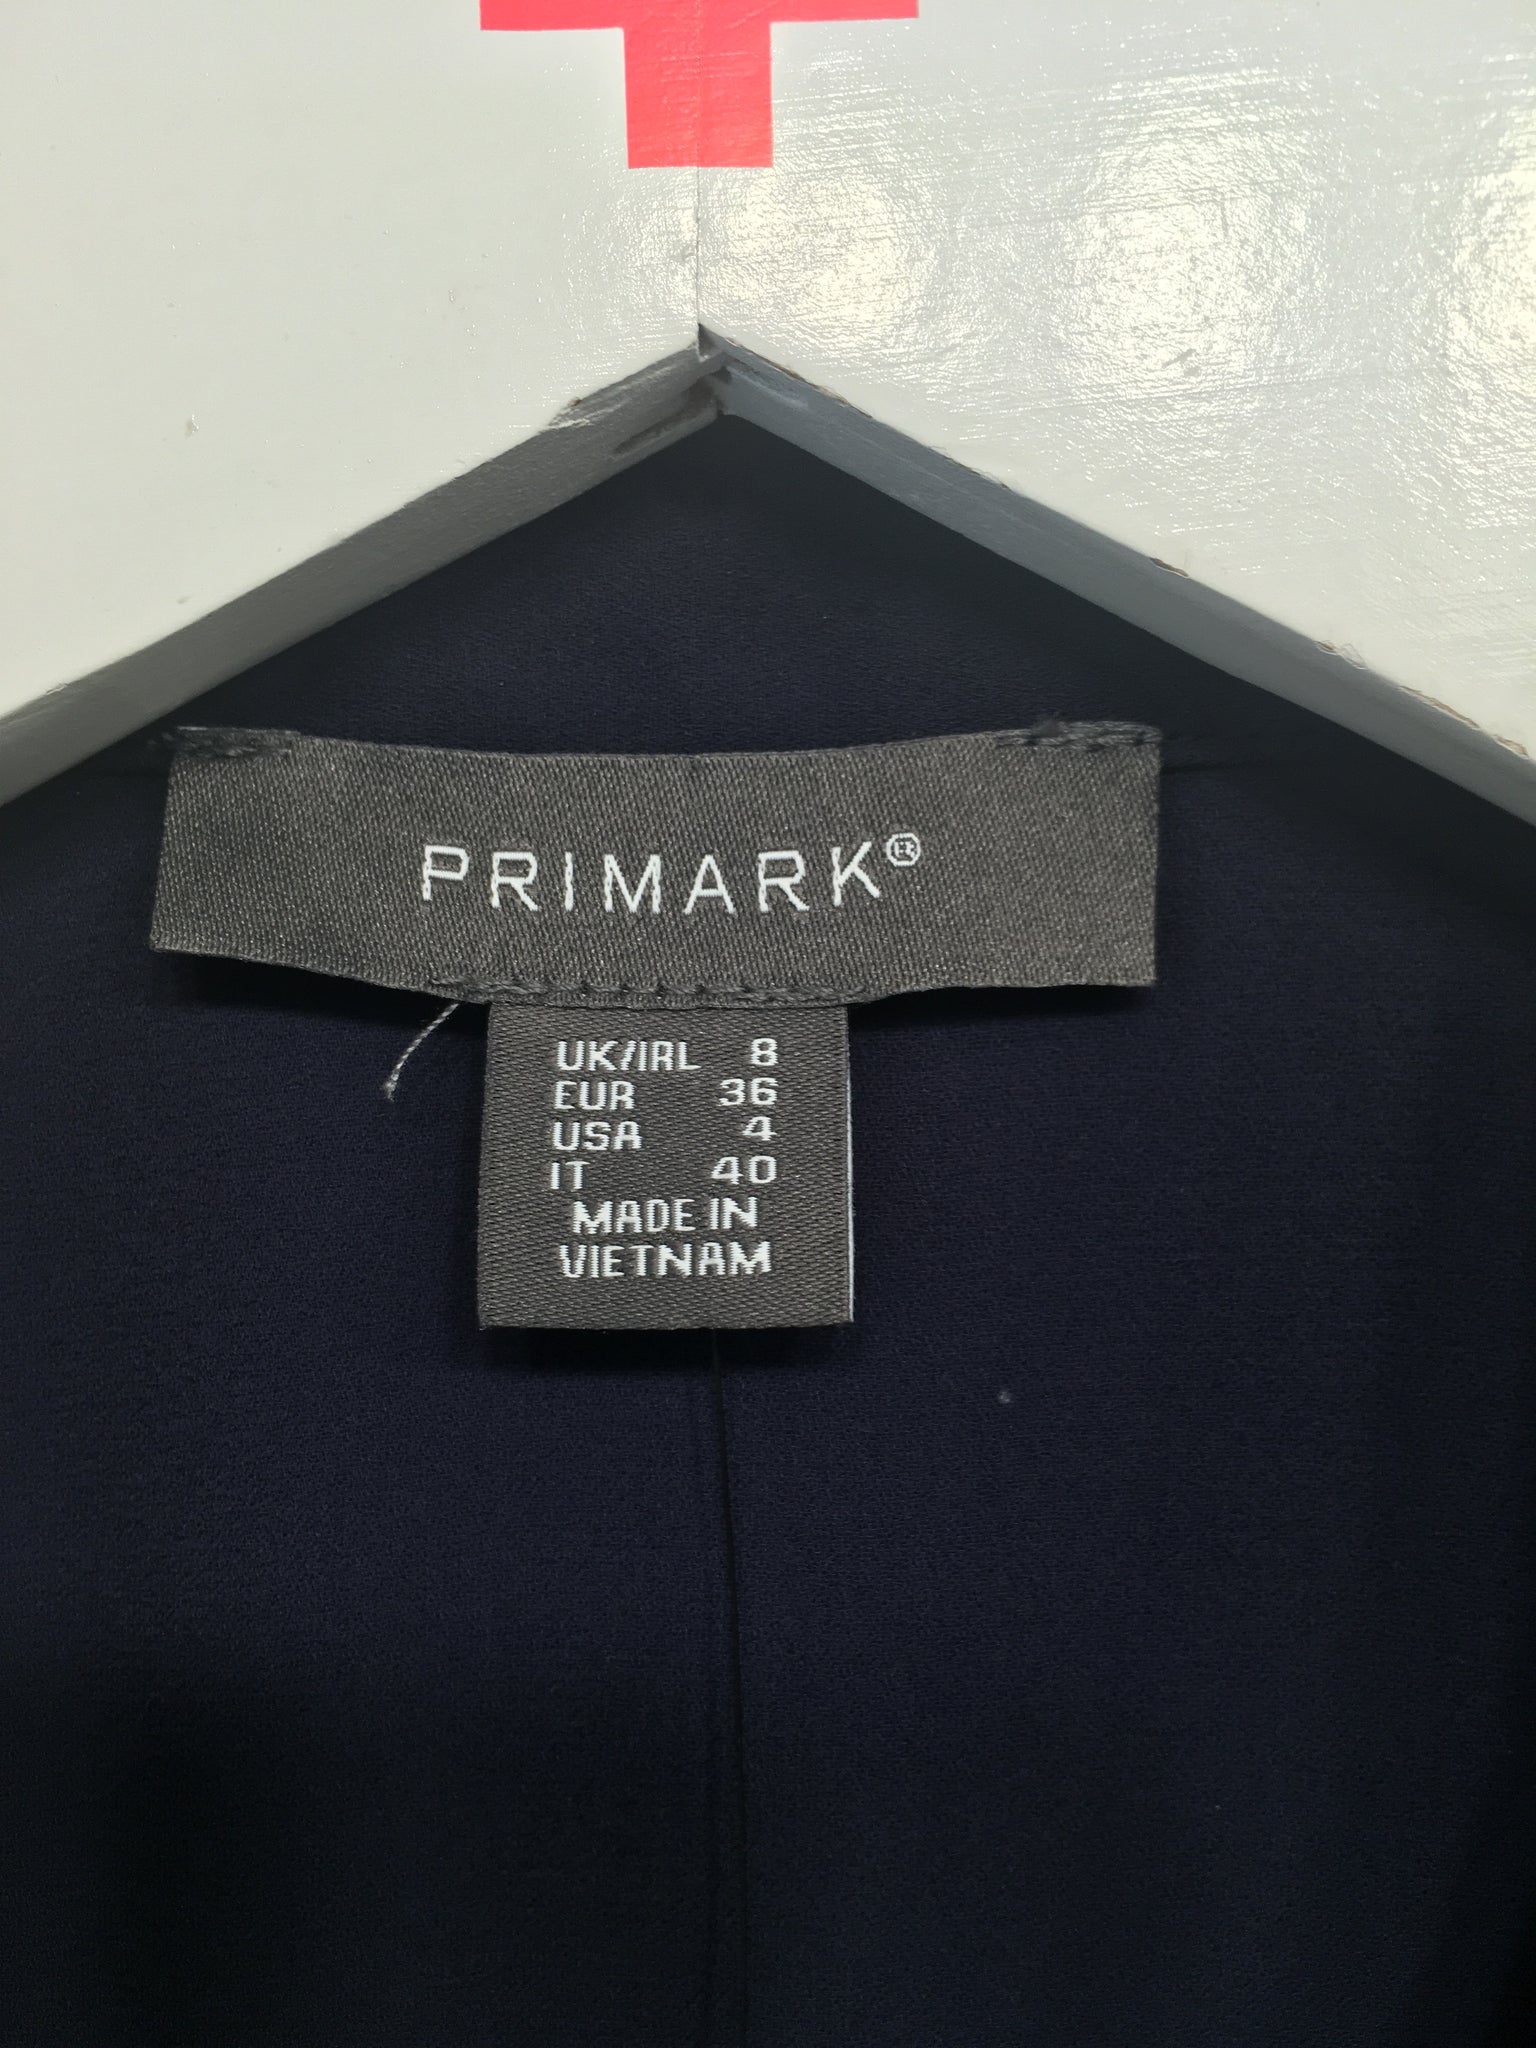 PRIMARK®
UK/IRL 8
EUR 36
USA 4
IT 40
MADE IN
VIETNAM